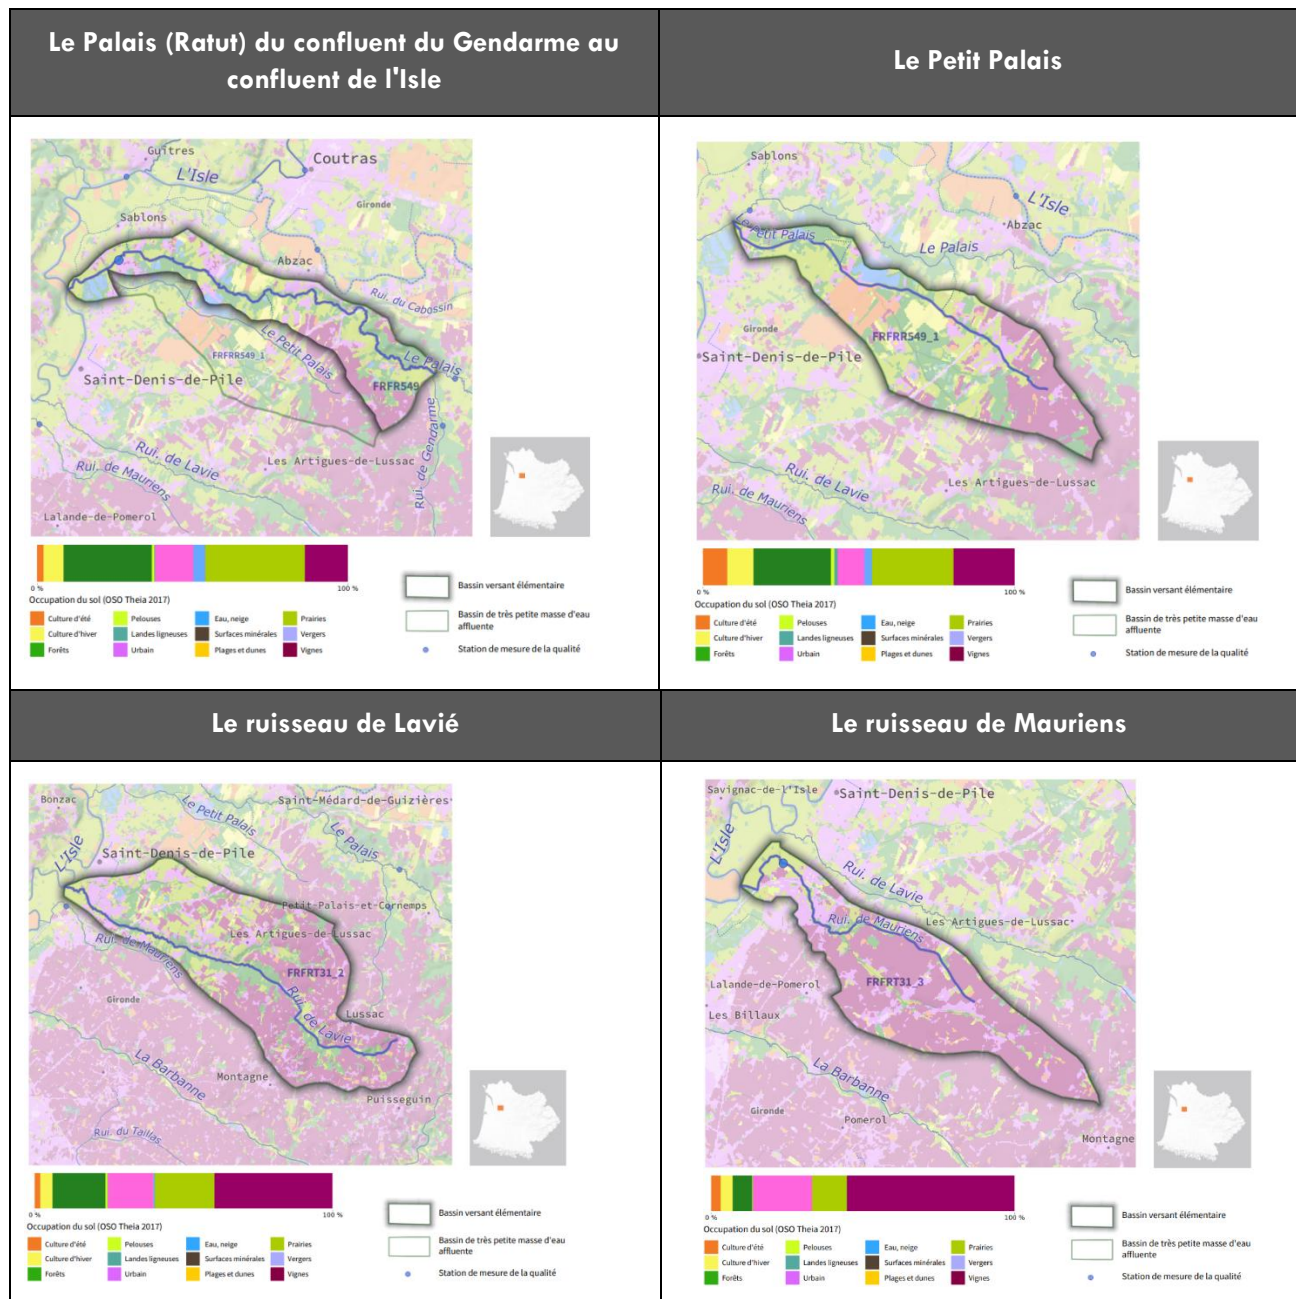 Le Palais (Ratut) du confluent du Gendarme au
confluent de l'Isle
Le Petit Palais
Guîtres
Coutras
L'Isle
Gironde
Sablons
Abzac
Rui. du Cabossin
Le Petit Palais
Le Palais
FRFRR549_1
FRFR549
Saint-Denis-de-Pile
Rui. de Gendarme
Rui. de Lavie
Les Artigues-de-Lussac
Rui. de Mauriens
Lalande-de-Pomerol
0 %
100 %
Occupation du sol (OSO Theia 2017)
Culture d'été
Pelouses
Eau, neige
Prairies
Culture d'hiver
Landes ligneuses
Surfaces minérales
Vergers
Forêts
Urbain
Plages et dunes
Vignes
Bassin versant élémentaire
Bassin de très petite masse d'eau
affluente
Station de mesure de la qualité
Sablons
L'Isle
Abzac
Petit Palais
Le Palais
Gironde
FRFRR549_1
Saint-Denis-de-Pile
Rui. de Lavie
Les Artigues-de-Lussac
Rui. de Mauriens
0 %
100 %
Occupation du sol (OSO Theia 2017)
Culture d'été
Pelouses
Eau, neige
Prairies
Culture d'hiver
Landes ligneuses
Surfaces minérales
Vergers
Forêts
Urbain
Plages et dunes
Vignes
Bassin versant élémentaire
Bassin de très petite masse d'eau
affluente
Station de mesure de la qualité
Le ruisseau de Lavié
Le ruisseau de Mauriens
Bonzac
Saint-Médard-de-Guizières
Le Petit Palais
Le Palais
L'Isle
Saint-Denis-de-Pile
Petit-Palais-et-Cornemps
Les Artigues-de-Lussac
Rui. de Mauriens
FRFRT31_2
Gironde
Rui. de Lavie
Lussac
La Barbanne
Montagne
Puisseguin
Rui. du Taillas
0 %
100 %
Occupation du sol (OSO Theia 2017)
Culture d'été
Pelouses
Eau, neige
Prairies
Culture d'hiver
Landes ligneuses
Surfaces minérales
Vergers
Forêts
Urbain
Plages et dunes
Vignes
Bassin versant élémentaire
Bassin de très petite masse d'eau
affluente
Station de mesure de la qualité
Savignac-de-l'Isle
Saint-Denis-de-Pile
L'Isle
Rui. de Lavie
Rui. de Mauriens
Les Artigues-de-Lussac
Lalande-de-Pomerol
FRFRT31_3
Les Billaux
La Barbanne
Gironde
Pomerol
Montagne
0 %
100 %
Occupation du sol (OSO Theia 2017)
Culture d'été
Pelouses
Eau, neige
Prairies
Culture d'hiver
Landes ligneuses
Surfaces minérales
Vergers
Forêts
Urbain
Plages et dunes
Vignes
Bassin versant élémentaire
Bassin de très petite masse d'eau
affluente
Station de mesure de la qualité